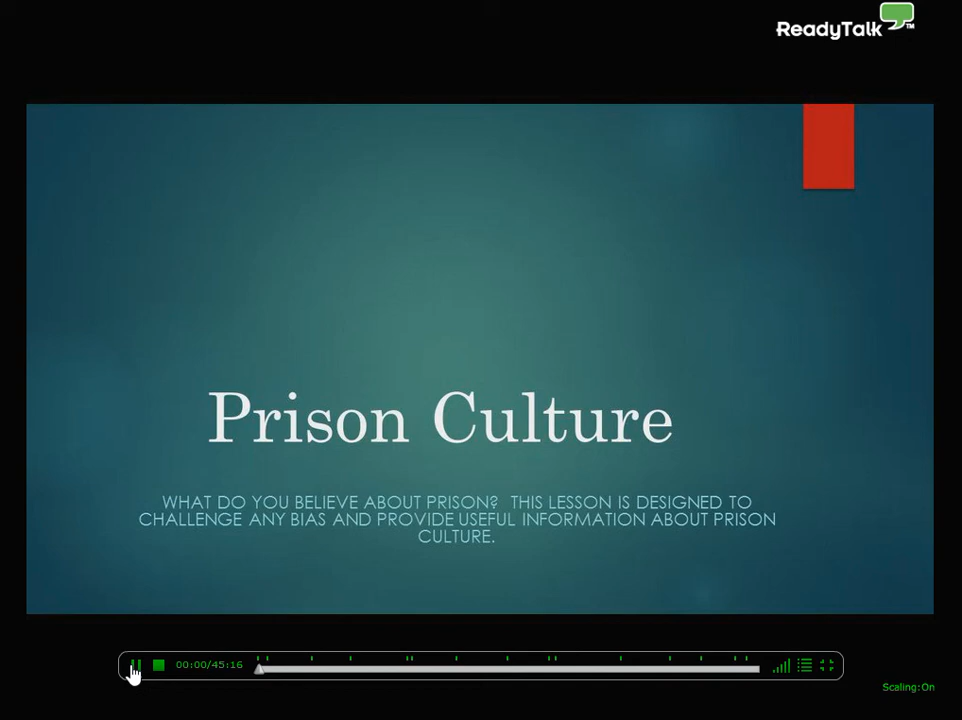 ReadyTalk™
Prison Culture
WHAT DO YOU BELIEVE ABOUT PRISON? THIS LESSON IS DESIGNED TO
CHALLENGE ANY BIAS AND PROVIDE USEFUL INFORMATION ABOUT PRISON
CULTURE.
00:00/45:16
Scaling:On